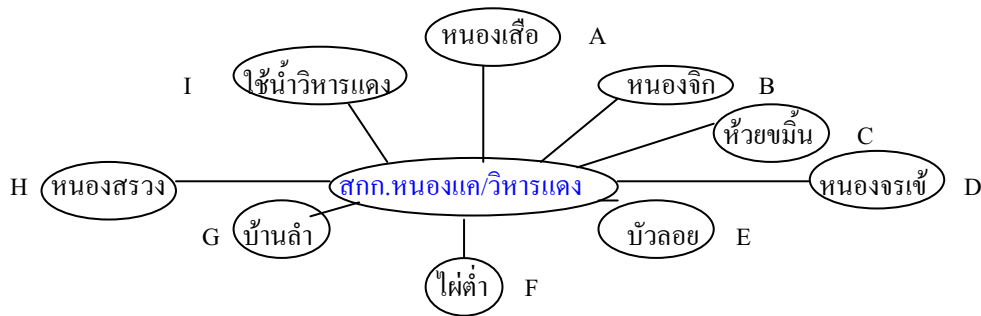 หนองเสือ A
I ใช้น้ำวิหารแดง
หนองจิก B
ห้วยขมิ้น C
H หนองสรวง
สกก.หนองแค/วิหารแดง
หนองจรเข้ D
G บ้านลำ
บัวลอย E
ไผ่ต่ำ F